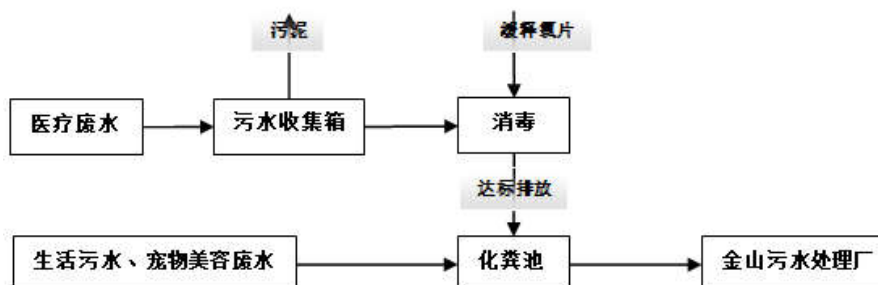 污泥
缓释氯片
医疗废水
污水收集箱
消毒
达标排放
生活污水、宠物美容废水
化粪池
金山污水处理厂